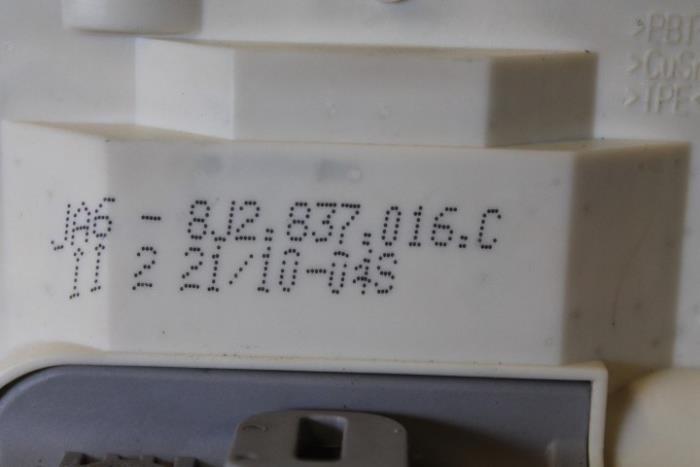 >PBT
>CuSn
>TPE<
JA6 - 8J2.837.016.C
11 2 21/10-04S